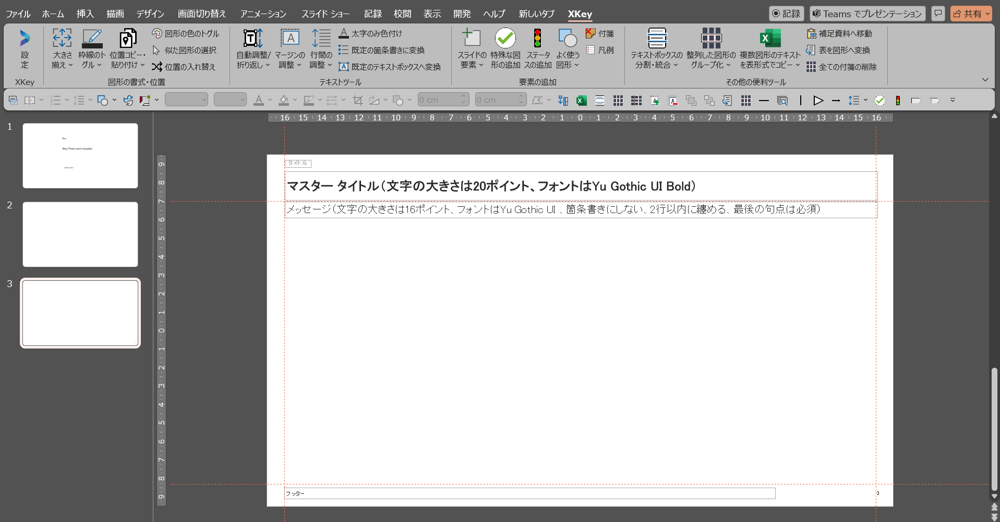 ファイル ホーム 挿入 描画 デザイン 画面切り替え アニメーション スライド ショー 記録 校閲 表示 開発 ヘルプ 新しいタブ XKey 記録 Teams でプレゼンテーション 共有
設定
大きさ揃え
枠線のトグル
位置コピー・貼り付け
図形の色のトグル
似た図形の選択
位置の入れ替え
自動調整/折り返し
マージンの調整
行間の調整
太字のみ色付け
既定の箇条書きに変換
既定のテキストボックスへ変換
スライドの要素
特殊な図形の追加
ステータスの追加
よく使う図形
付箋
凡例
テキストボックスの分割・統合
整列した図形のグループ化
複数図形のテキストを表形式でコピー
補足資料へ移動
表を図形へ変換
全ての付箋の削除
XKey 図形の書式・位置 テキストツール 要素の追加 その他の便利ツール
0 cm 0 cm
16 15 14 13 12 11 10 9 8 7 6 5 4 3 2 1 0 1 2 3 4 5 6 7 8 9 10 11 12 13 14 15 16
1
Xkey Power point template
2
3
9 8 7 6 5 4 3 2 1 0 1 2 3 4 5 6 7 8 9
タイトル
マスター タイトル（文字の大きさは20ポイント、フォントはYu Gothic UI Bold）
メッセージ（文字の大きさは16ポイント、フォントはYu Gothic UI 、箇条書きにしない、2行以内に纏める、最後の句点は必須）
フッター
3